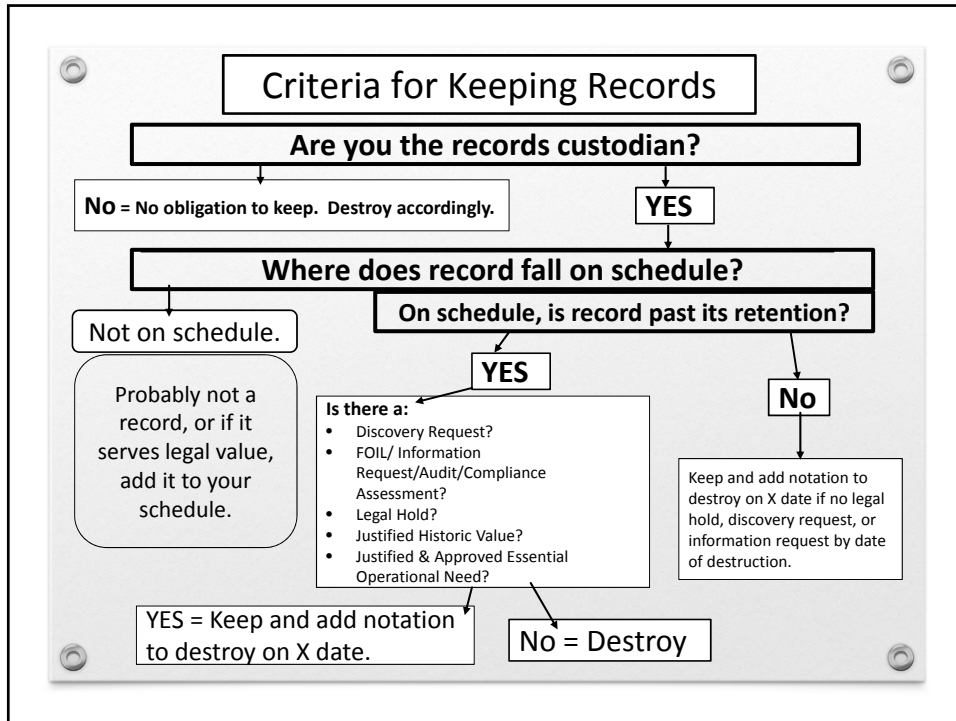 Criteria for Keeping Records
Are you the records custodian?
No = No obligation to keep. Destroy accordingly.
YES
Where does record fall on schedule?
On schedule, is record past its retention?
Not on schedule.
Probably not a
record, or if it
serves legal value,
add it to your
schedule.
YES
No
Is there a:
• Discovery Request?
• FOIL/ Information
Request/Audit/Compliance
Assessment?
• Legal Hold?
• Justified Historic Value?
• Justified & Approved Essential
Operational Need?
Keep and add notation to
destroy on X date if no legal
hold, discovery request, or
information request by date
of destruction.
YES = Keep and add notation
to destroy on X date.
No = Destroy